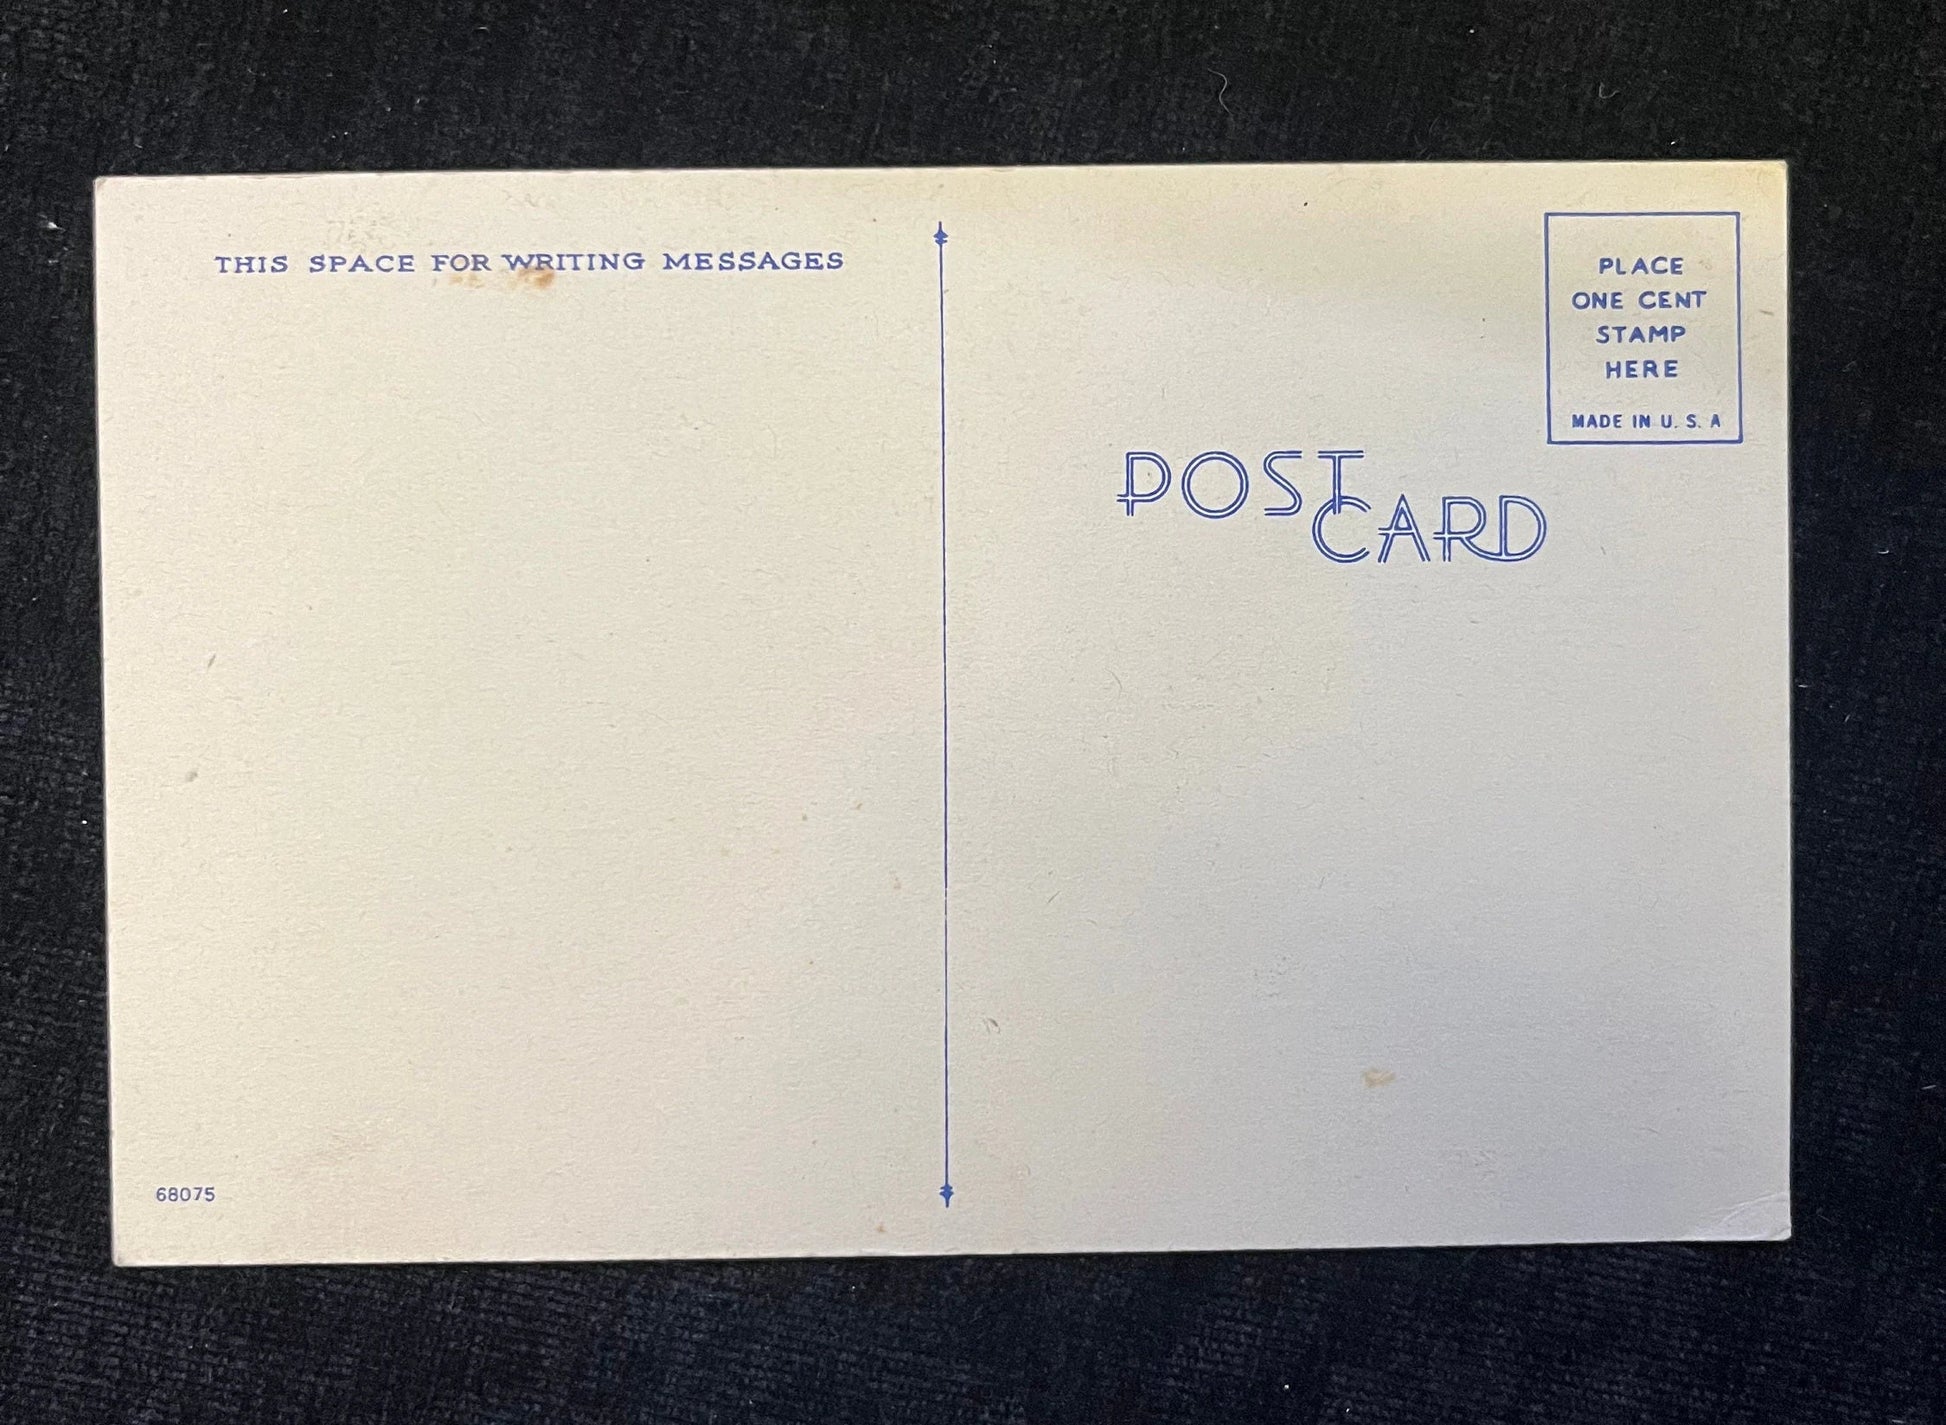 THIS SPACE FOR WRITING MESSAGES
PLACE
ONE CENT
STAMP
HERE
MADE IN U. S. A
POST
CARD
68075